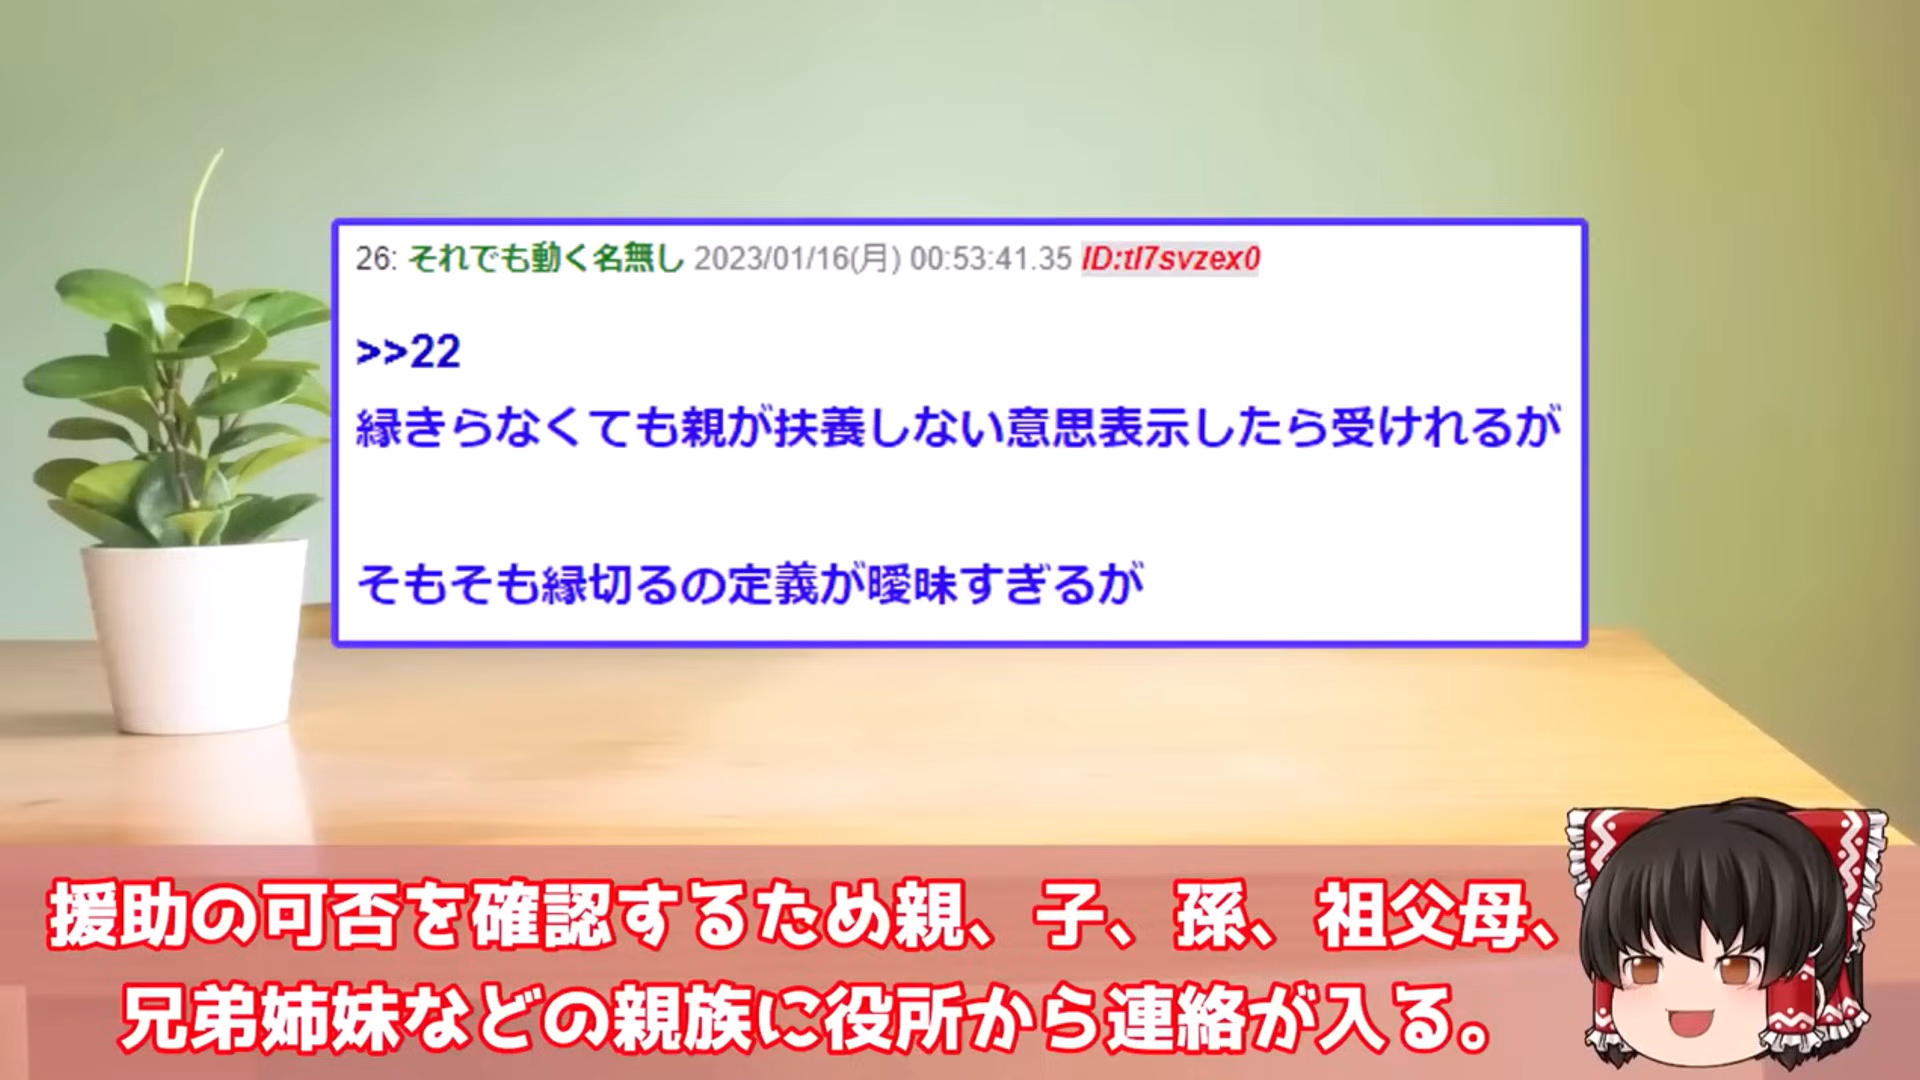 26: それでも動く名無し 2023/01/16(月) 00:53:41.35 ID:tI7svzex0
>>22
縁きらなくても親が扶養しない意思表示したら受けれるが
そもそも縁切るの定義が曖昧すぎるが
援助の可否を確認するため親、子、孫、祖父母、
兄弟姉妹などの親族に役所から連絡が入る。